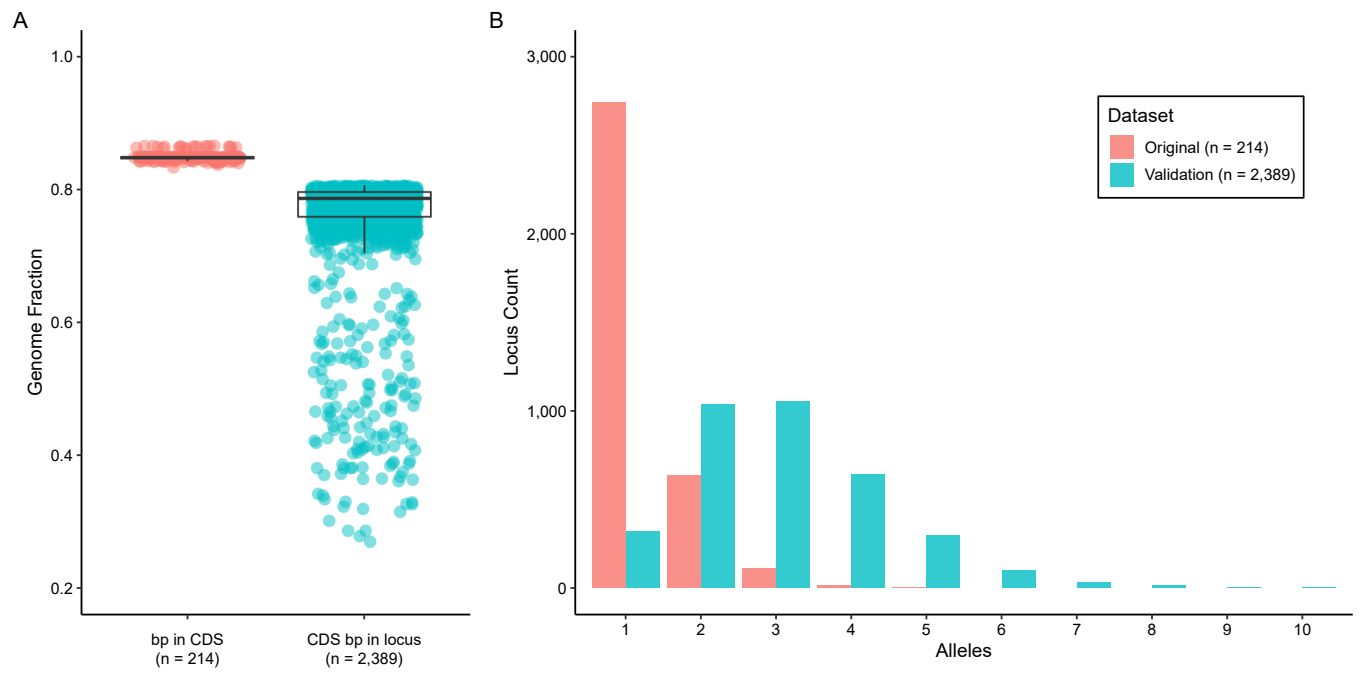 A
1.0
0.8
0.6
0.4
0.2
Genome Fraction
bp in CDS
(n = 214)
CDS bp in locus
(n = 2,389)
B
3,000
2,000
1,000
0
Locus Count
1 2 3 4 5 6 7 8 9 10
Alleles
Dataset
Original (n = 214)
Validation (n = 2,389)